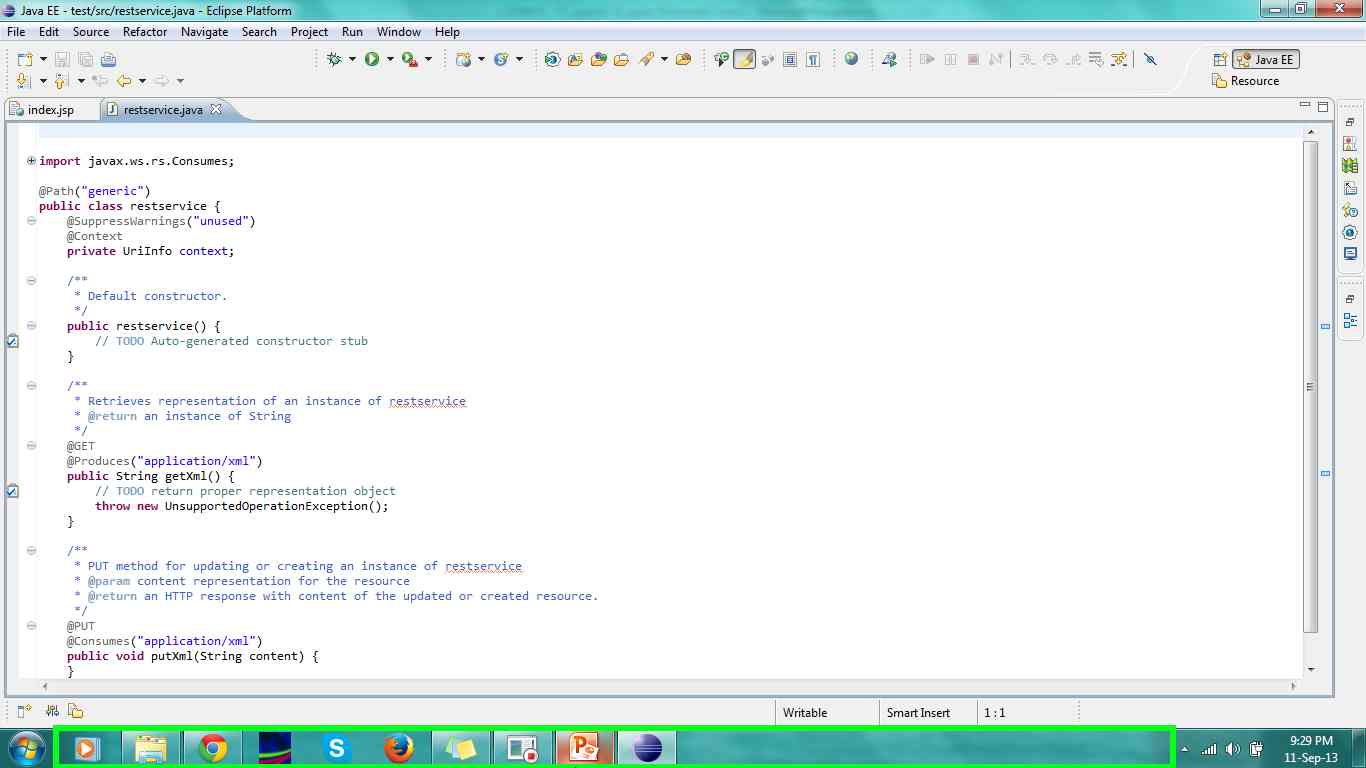 Java EE - test/src/restservice.java - Eclipse Platform
File Edit Source Refactor Navigate Search Project Run Window Help
Java EE
Resource
index.jsp restservice.java
import javax.ws.rs.Consumes;
@Path("generic")
public class restservice {
@SuppressWarnings("unused")
@Context
private UriInfo context;
/**
* Default constructor.
*/
public restservice() {
// TODO Auto-generated constructor stub
}
/**
* Retrieves representation of an instance of restservice
* @return an instance of String
*/
@GET
@Produces("application/xml")
public String getXml() {
// TODO return proper representation object
throw new UnsupportedOperationException();
}
/**
* PUT method for updating or creating an instance of restservice
* @param content representation for the resource
* @return an HTTP response with content of the updated or created resource.
*/
@PUT
@Consumes("application/xml")
public void putXml(String content) {
}
Writable Smart Insert 1 : 1
9:29 PM
11-Sep-13